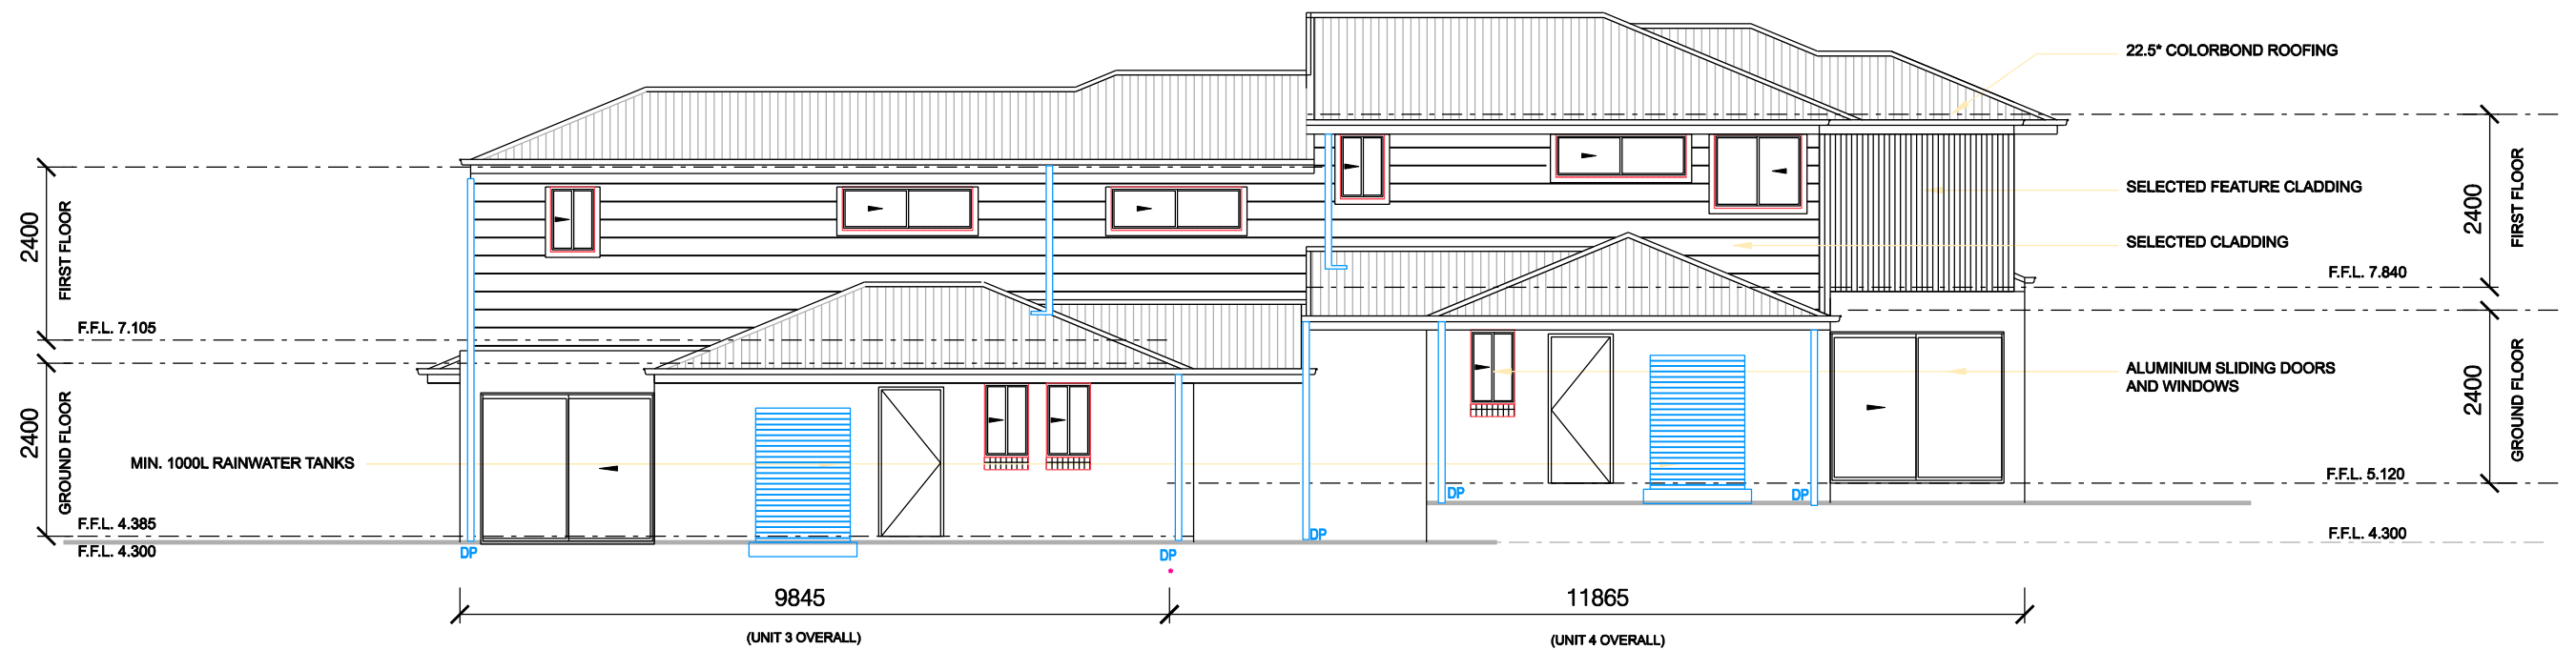 22.5* COLORBOND ROOFING
SELECTED FEATURE CLADDING
SELECTED CLADDING
F.F.L. 7.840
ALUMINIUM SLIDING DOORS
AND WINDOWS
F.F.L. 5.120
F.F.L. 4.300
2400
FIRST FLOOR
2400
GROUND FLOOR
2400
FIRST FLOOR
F.F.L. 7.105
2400
GROUND FLOOR
MIN. 1000L RAINWATER TANKS
F.F.L. 4.385
F.F.L. 4.300
DP
DP
*
DP
DP
DP
9845
(UNIT 3 OVERALL)
11865
(UNIT 4 OVERALL)